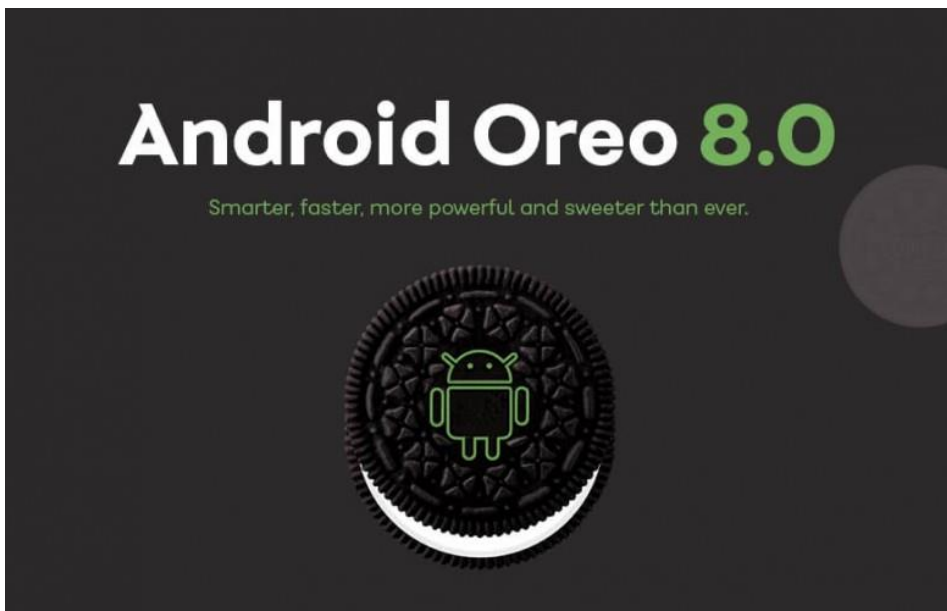 Android Oreo 8.0
Smarter, faster, more powerful and sweeter than ever.